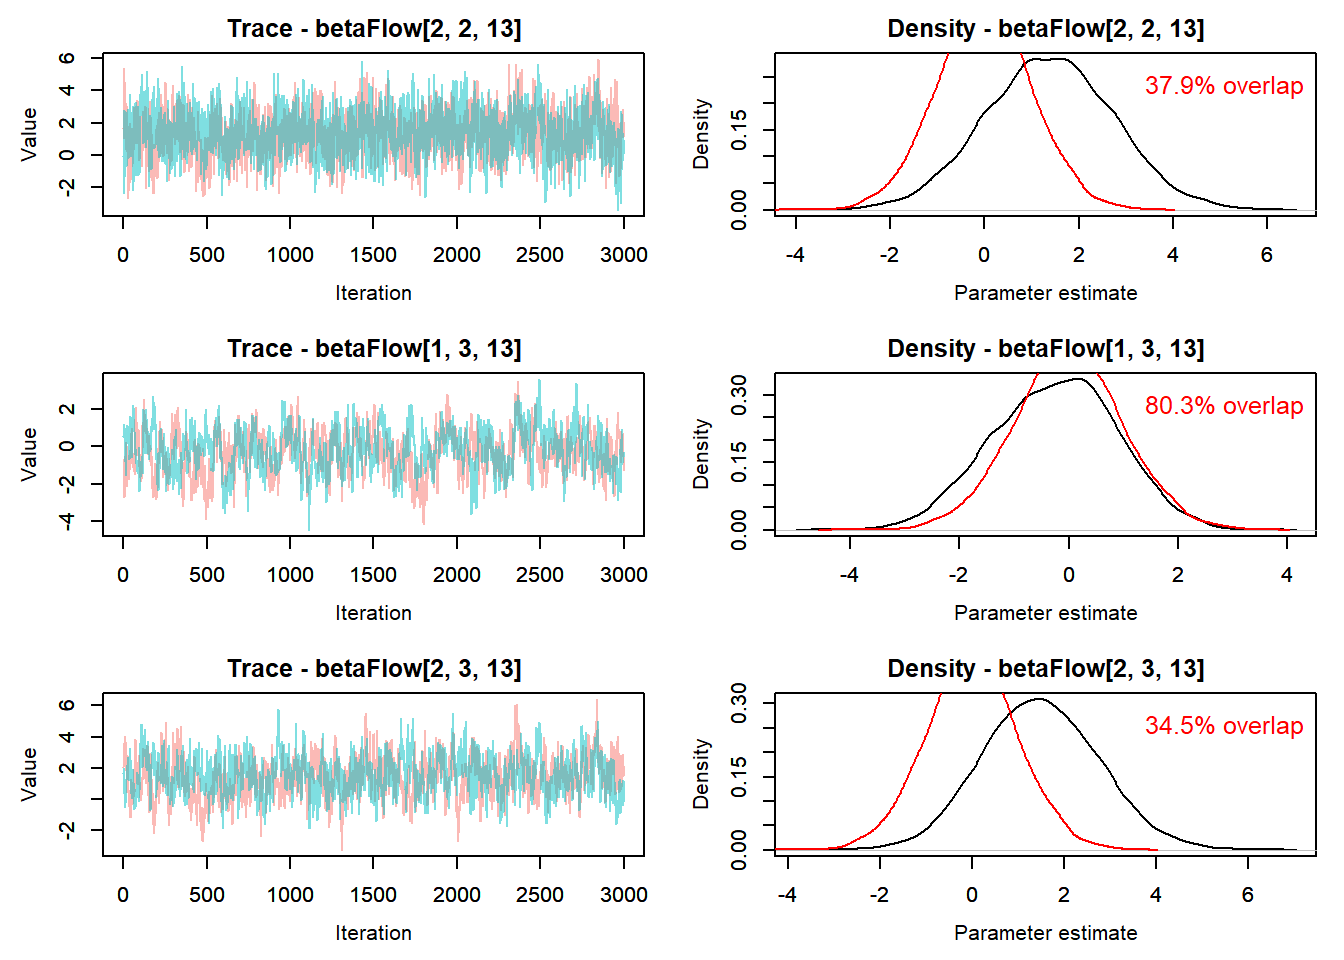 Trace - betaFlow[2, 2, 13]
Value
6
4
2
0
-2
0 500 1000 1500 2000 2500 3000
Iteration
Density - betaFlow[2, 2, 13]
37.9% overlap
Density
0.15
0.00
-4 -2 0 2 4 6
Parameter estimate
Trace - betaFlow[1, 3, 13]
Value
2
0
-2
-4
0 500 1000 1500 2000 2500 3000
Iteration
Density - betaFlow[1, 3, 13]
80.3% overlap
Density
0.30
0.15
0.00
-4 -2 0 2 4
Parameter estimate
Trace - betaFlow[2, 3, 13]
Value
6
4
2
-2
0 500 1000 1500 2000 2500 3000
Iteration
Density - betaFlow[2, 3, 13]
34.5% overlap
Density
0.30
0.15
0.00
-4 -2 0 2 4 6
Parameter estimate